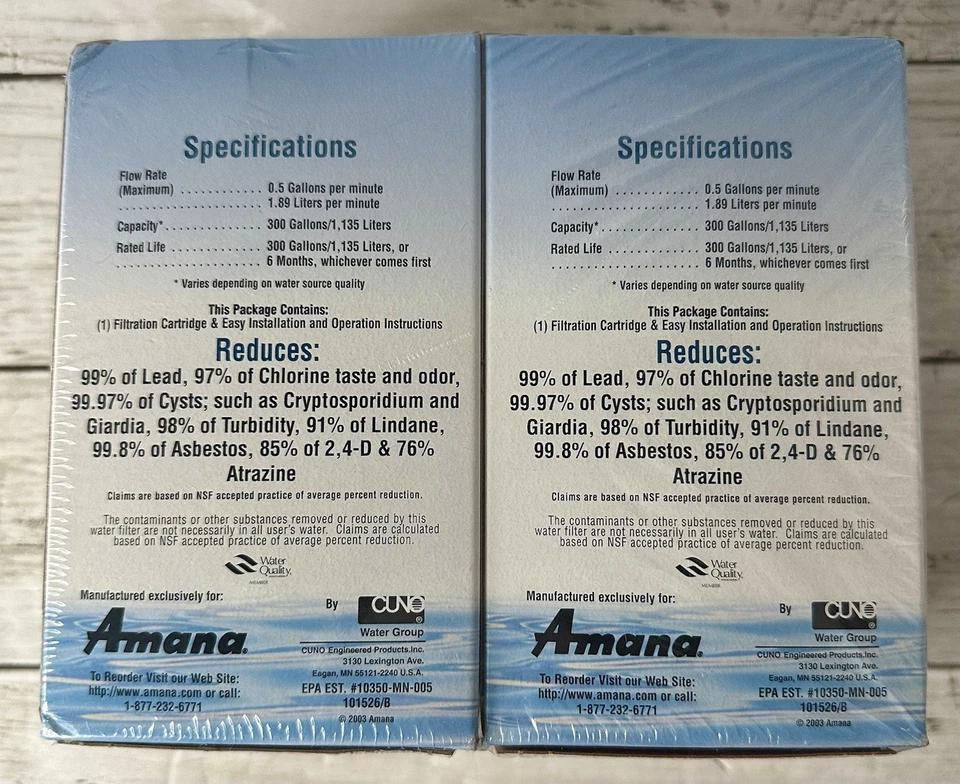 Specifications
Flow Rate
(Maximum) . . . . . . . . . . . . 0.5 Gallons per minute
. . . . . . . . . . . . . . . . . . . . . 1.89 Liters per minute
Capacity* . . . . . . . . . . . . . . 300 Gallons/1,135 Liters
Rated Life . . . . . . . . . . . . . 300 Gallons/1,135 Liters, or
. . . . . . . . . . . . . . . . . . . . . 6 Months, whichever comes first
* Varies depending on water source quality
This Package Contains:
(1) Filtration Cartridge & Easy Installation and Operation Instructions
Reduces:
99% of Lead, 97% of Chlorine taste and odor,
99.97% of Cysts; such as Cryptosporidium and
Giardia, 98% of Turbidity, 91% of Lindane,
99.8% of Asbestos, 85% of 2,4-D & 76%
Atrazine
Claims are based on NSF accepted practice of average percent reduction.
The contaminants or other substances removed or reduced by this
water filter are not necessarily in all user's water. Claims are calculated
based on NSF accepted practice of average percent reduction.
Water
Quality
MEMBER
Manufactured exclusively for:
Amana®
To Reorder Visit our Web Site:
http://www.amana.com or call:
1-877-232-6771
By CUNO®
Water Group
CUNO Engineered Products.Inc.
3130 Lexington Ave.
Eagan, MN 55121-2240 U.S.A.
EPA EST. #10350-MN-005
101526/B
© 2003 Amana
Specifications
Flow Rate
(Maximum) . . . . . . . . . . . . 0.5 Gallons per minute
. . . . . . . . . . . . . . . . . . . . . 1.89 Liters per minute
Capacity* . . . . . . . . . . . . . . 300 Gallons/1,135 Liters
Rated Life . . . . . . . . . . . . . 300 Gallons/1,135 Liters, or
. . . . . . . . . . . . . . . . . . . . . 6 Months, whichever comes first
* Varies depending on water source quality
This Package Contains:
(1) Filtration Cartridge & Easy Installation and Operation Instructions
Reduces:
99% of Lead, 97% of Chlorine taste and odor,
99.97% of Cysts; such as Cryptosporidium and
Giardia, 98% of Turbidity, 91% of Lindane,
99.8% of Asbestos, 85% of 2,4-D & 76%
Atrazine
Claims are based on NSF accepted practice of average percent reduction.
The contaminants or other substances removed or reduced by this
water filter are not necessarily in all user's water. Claims are calculated
based on NSF accepted practice of average percent reduction.
Water
Quality
MEMBER
Manufactured exclusively for:
Amana®
To Reorder Visit our Web Site:
http://www.amana.com or call:
1-877-232-6771
By CUNO®
Water Group
CUNO Engineered Products.Inc.
3130 Lexington Ave.
Eagan, MN 55121-2240 U.S.A.
EPA EST. #10350-MN-005
101526/B
© 2003 Amana